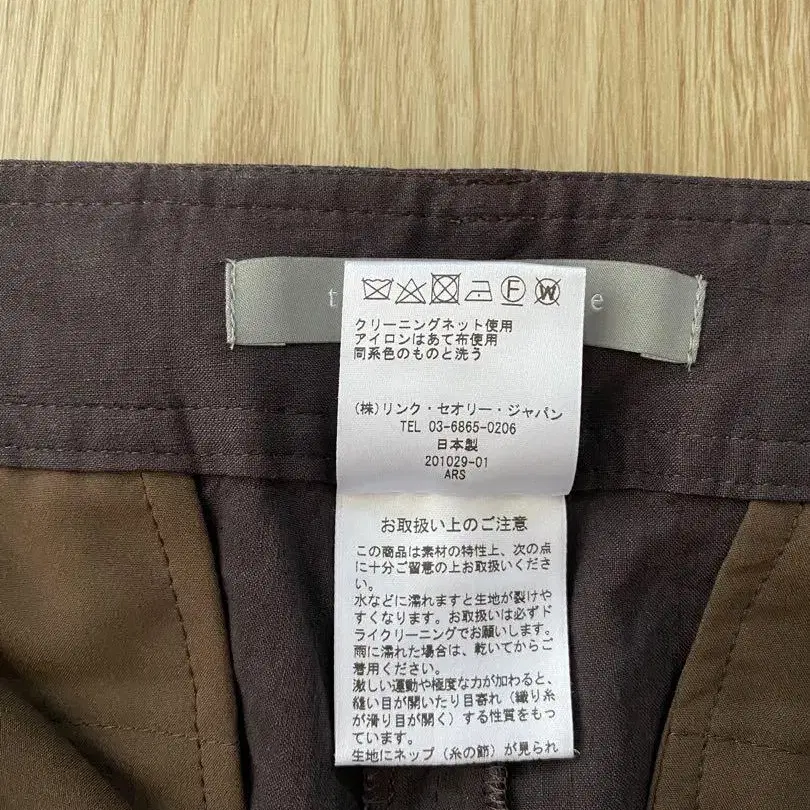 t e
F W
クリーニングネット使用
アイロンはあて布使用
同系色のものと洗う
(株)リンク・セオリー・ジャパン
TEL 03-6865-0206
日本製
201029-01
ARS
お取扱い上のご注意
この商品は素材の特性上、次の点
に十分ご留意の上お取扱いくださ
い。
水などに濡れますと生地が裂けや
すくなります。お取扱いは必ずド
ライクリーニングでお願いします。
雨に濡れた場合は、乾いてからご
着用ください。
激しい運動や極度な力が加わると、
縫い目が開いたり目寄れ(織り糸
が滑り目が開く)する性質をもっ
ています。
生地にネップ(糸の節)が見られ